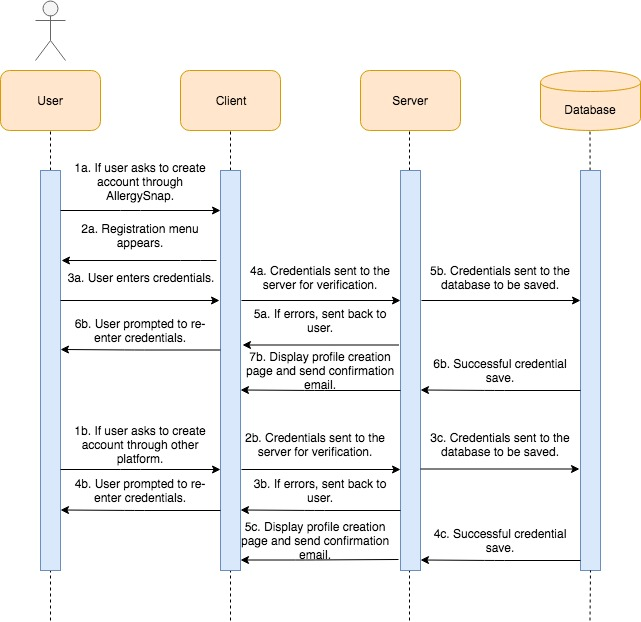 User
Client
Server
Database
1a. If user asks to create
account through
AllergySnap.
2a. Registration menu
appears.
3a. User enters credentials.
4a. Credentials sent to the
server for verification.
5b. Credentials sent to the
database to be saved.
5a. If errors, sent back to
user.
6b. User prompted to re-
enter credentials.
7b. Display profile creation
page and send confirmation
email.
6b. Successful credential
save.
1b. If user asks to create
account through other
platform.
2b. Credentials sent to the
server for verification.
3c. Credentials sent to the
database to be saved.
4b. User prompted to re-
enter credentials.
3b. If errors, sent back to
user.
5c. Display profile creation
page and send confirmation
email.
4c. Successful credential
save.